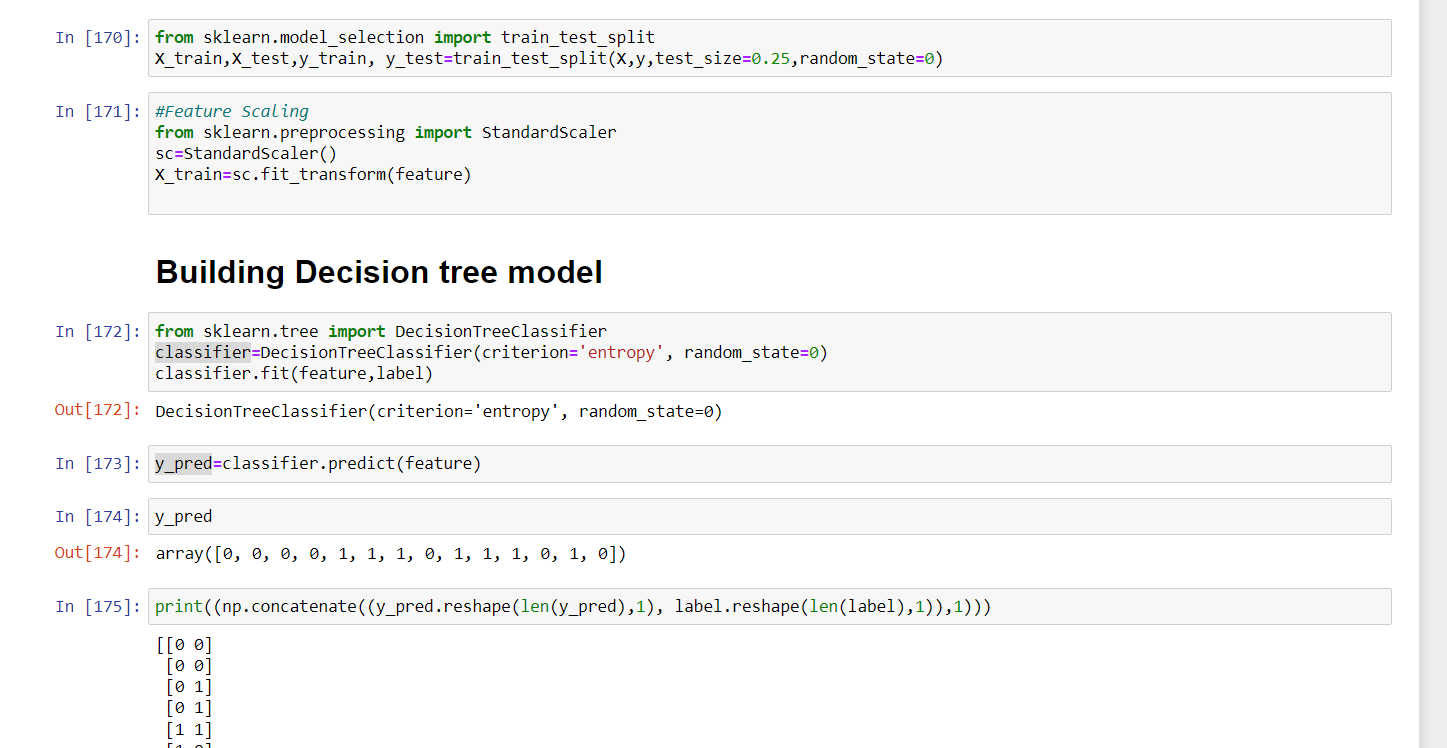 In [170]: from sklearn.model_selection import train_test_split
X_train,X_test,y_train, y_test=train_test_split(X,y,test_size=0.25,random_state=0)
In [171]: #Feature Scaling
from sklearn.preprocessing import StandardScaler
sc=StandardScaler()
X_train=sc.fit_transform(feature)
Building Decision tree model
In [172]: from sklearn.tree import DecisionTreeClassifier
classifier=DecisionTreeClassifier(criterion='entropy', random_state=0)
classifier.fit(feature,label)
Out[172]: DecisionTreeClassifier(criterion='entropy', random_state=0)
In [173]: y_pred=classifier.predict(feature)
In [174]: y_pred
Out[174]: array([0, 0, 0, 0, 1, 1, 1, 0, 1, 1, 1, 0, 1, 0])
In [175]: print((np.concatenate((y_pred.reshape(len(y_pred),1), label.reshape(len(label),1)),1)))
[[0 0]
[0 0]
[0 1]
[0 1]
[1 1]